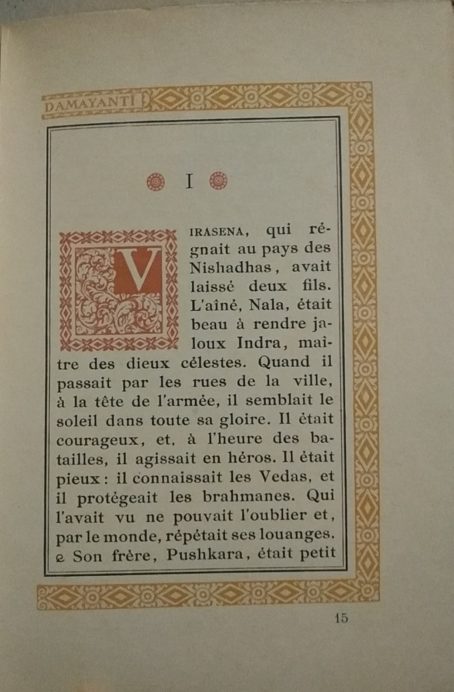 DAMAYANTI
I
VIRASENA, qui ré-
gnait au pays des
Nishadhas, avait
laissé deux fils.
L'aîné, Nala, était
beau à rendre ja-
loux Indra, maî-
tre des dieux célestes. Quand il
passait par les rues de la ville,
à la tête de l'armée, il semblait le
soleil dans toute sa gloire. Il était
courageux, et, à l'heure des ba-
tailles, il agissait en héros. Il était
pieux : il connaissait les Vedas, et
il protégeait les brahmanes. Qui
l'avait vu ne pouvait l'oublier et,
par le monde, répétait ses louanges.
Son frère, Pushkara, était petit
15